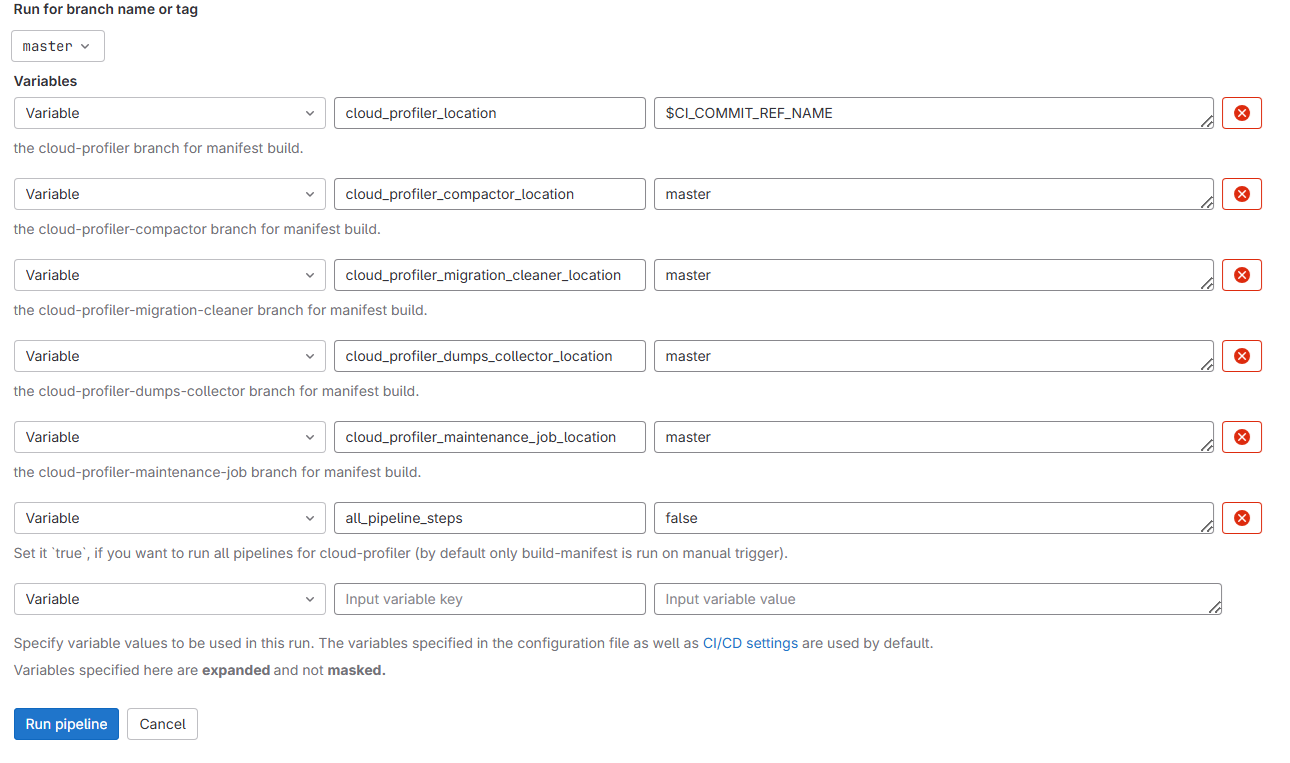 Run for branch name or tag
master
Variables
Variable cloud_profiler_location $CI_COMMIT_REF_NAME
the cloud-profiler branch for manifest build.
Variable cloud_profiler_compactor_location master
the cloud-profiler-compactor branch for manifest build.
Variable cloud_profiler_migration_cleaner_location master
the cloud-profiler-migration-cleaner branch for manifest build.
Variable cloud_profiler_dumps_collector_location master
the cloud-profiler-dumps-collector branch for manifest build.
Variable cloud_profiler_maintenance_job_location master
the cloud-profiler-maintenance-job branch for manifest build.
Variable all_pipeline_steps false
Set it `true`, if you want to run all pipelines for cloud-profiler (by default only build-manifest is run on manual trigger).
Variable Input variable key Input variable value
Specify variable values to be used in this run. The variables specified in the configuration file as well as CI/CD settings are used by default.
Variables specified here are expanded and not masked.
Run pipeline Cancel